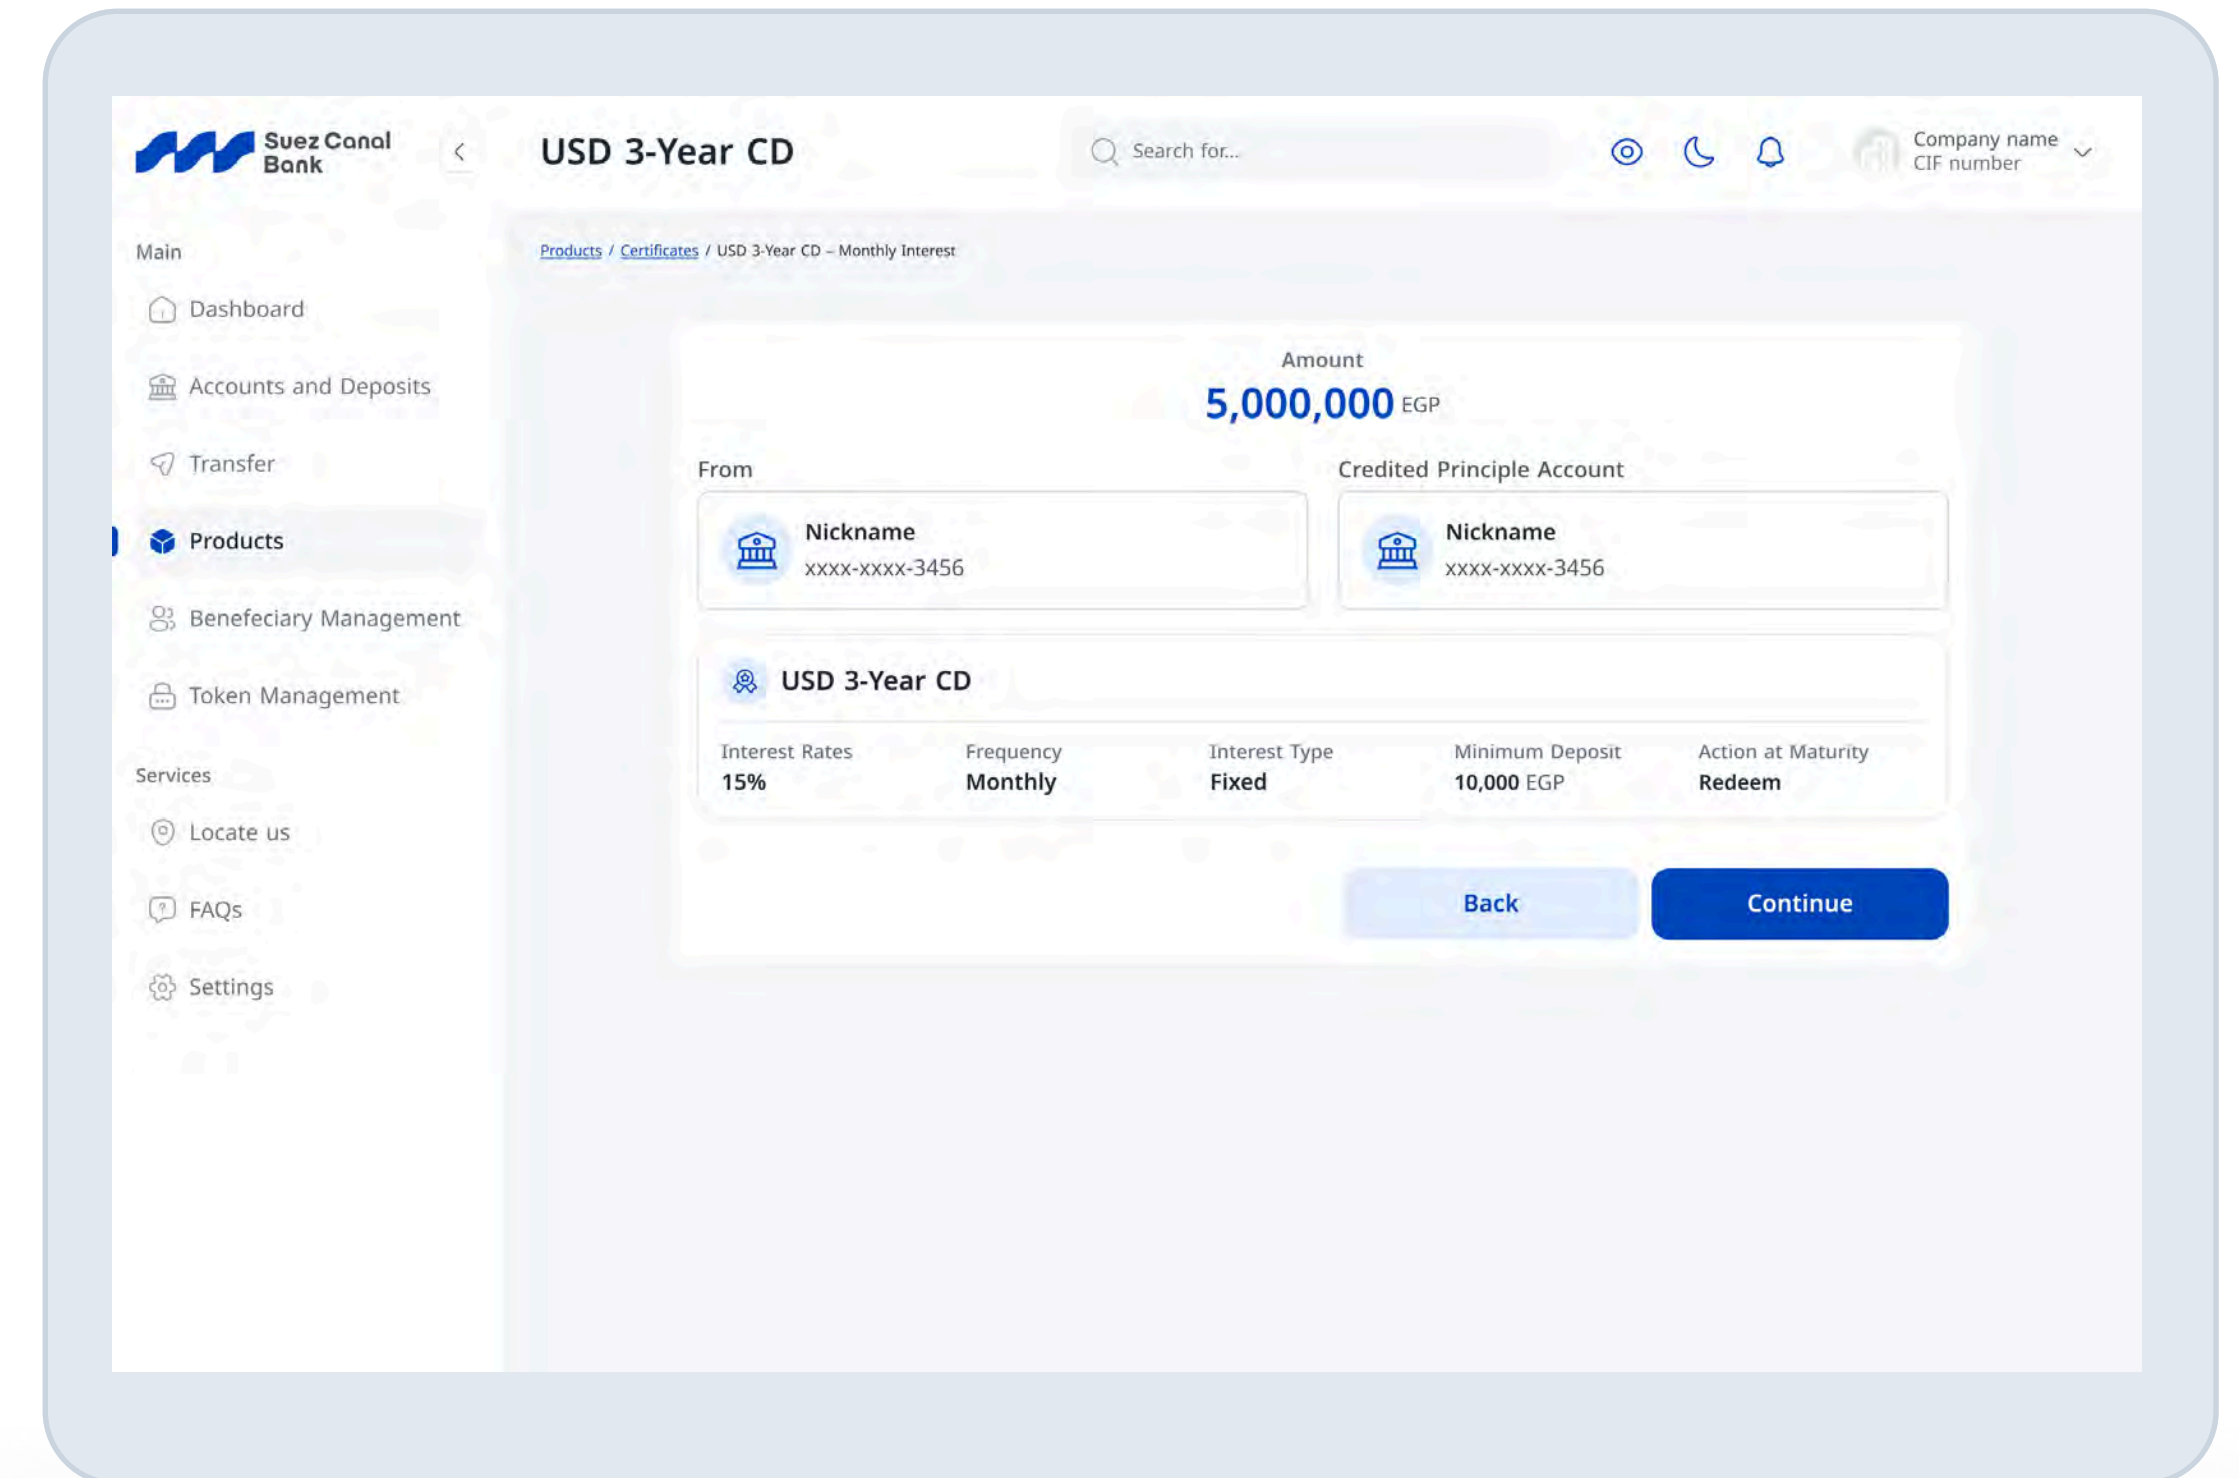 Suez Canal
Bank
USD 3-Year CD
Search for...
Company name
CIF number
Main
Dashboard
Accounts and Deposits
Transfer
Products
Benefeciary Management
Token Management
Services
Locate us
FAQs
Settings
Products / Certificates / USD 3-Year CD – Monthly Interest
Amount
5,000,000 EGP
From
Nickname
xxxx-xxxx-3456
Credited Principle Account
Nickname
xxxx-xxxx-3456
USD 3-Year CD
Interest Rates
15%
Frequency
Monthly
Interest Type
Fixed
Minimum Deposit
10,000 EGP
Action at Maturity
Redeem
Back
Continue